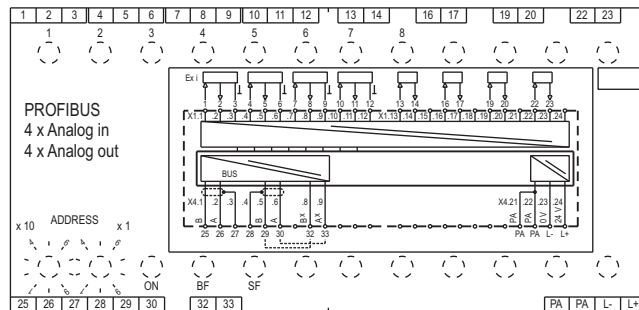 1 2 3 4 5 6 7 8 9 10 11 12 13 14 16 17 19 20 22 23
1 2 3 4 5 6 7 8
Ex i
1 2 3 4 5 6 7 8 9 10 11 12 13 14 16 17 19 20 22 23
X1.1 .2 .3 .4 .5 .6 .7 .8 .9 .10 .11 .12 X1.13 .14 .15 .16 .17 .18 .19 .20 .21 .22 .23 .24
PROFIBUS
4 x Analog in
4 x Analog out
BUS
X4.1 .2 .3 .4 .5 .6 .8 .9 X4.21 .22 .23 .24
B A B A Bx Ax PA PA 0 V 24 V
25 26 27 28 29 30 32 33 PA PA L- L+
ADDRESS
x 10 x 1
4 6 4 6
ON BF SF
25 26 27 28 29 30 32 33 PA PA L- L+